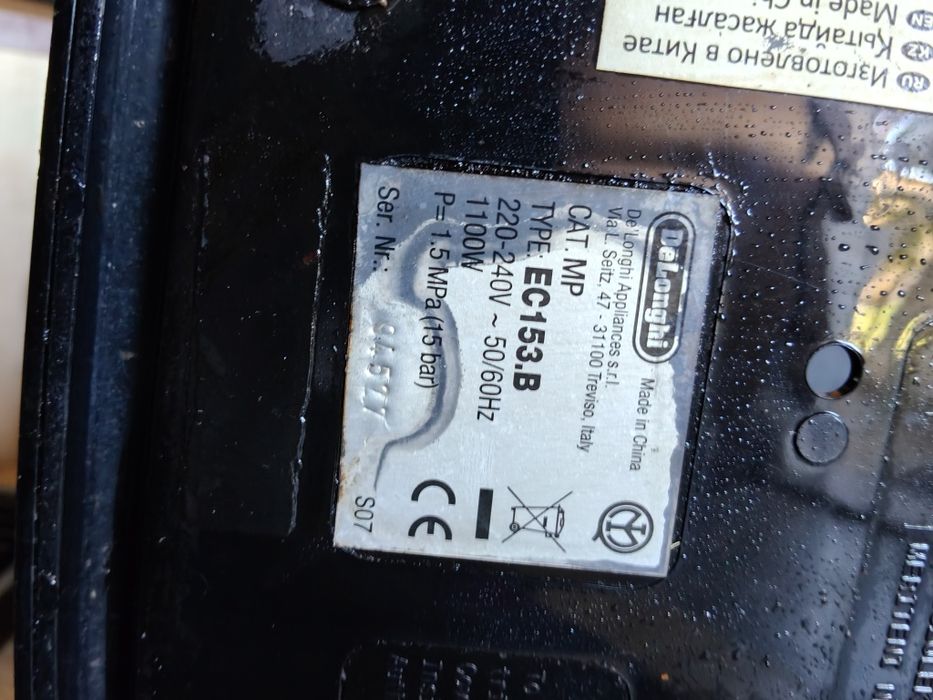 De'Longhi
Made in China
De'Longhi Appliances s.r.l.
Via L. Seitz, 47 - 31100 Treviso, Italy
CAT. MP
TYPE: EC153.B
220-240V ~ 50/60Hz
1100W
P= 1.5 MPa (15 bar)
Ser. Nr.:
S07
CE
RU Изготовлено в Китае
KZ Қытайда жасалған
EN Made in Chi